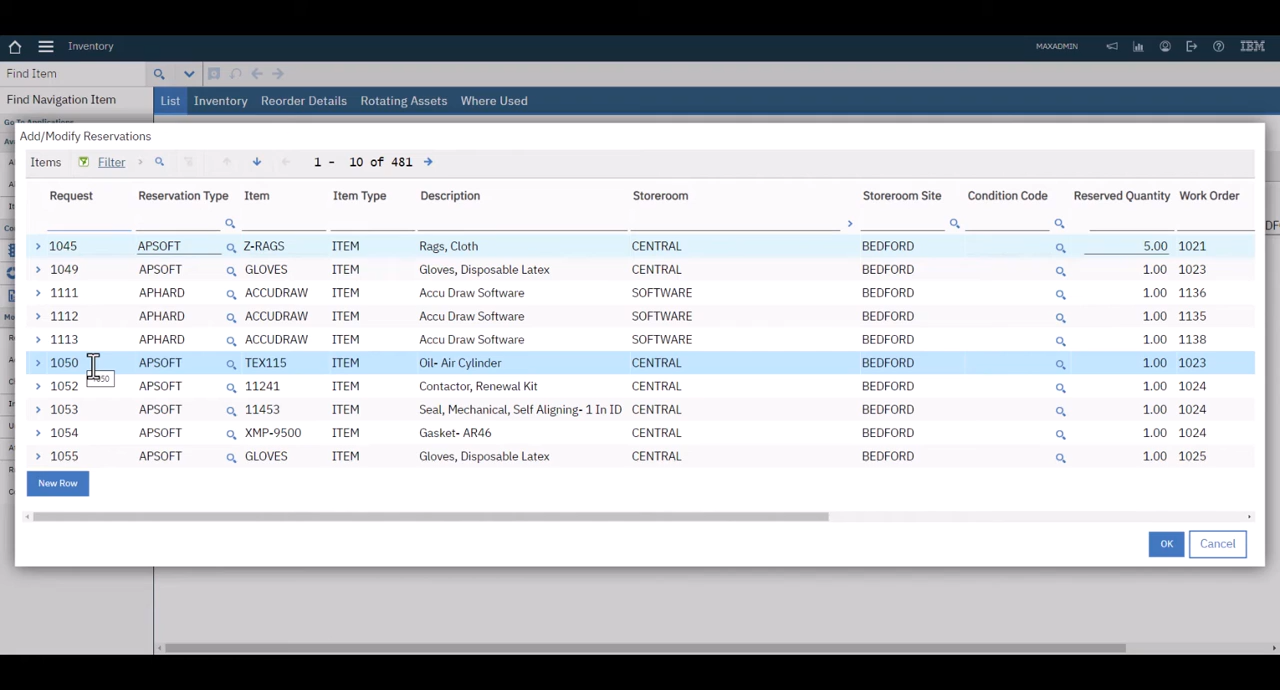 Inventory MAXADMIN IBM
Find Item
Find Navigation Item List Inventory Reorder Details Rotating Assets Where Used
Go To Applications
Add/Modify Reservations
Items Filter 1 - 10 of 481
Request Reservation Type Item Item Type Description Storeroom Storeroom Site Condition Code Reserved Quantity Work Order
1045 APSOFT Z-RAGS ITEM Rags, Cloth CENTRAL BEDFORD 5.00 1021
1049 APSOFT GLOVES ITEM Gloves, Disposable Latex CENTRAL BEDFORD 1.00 1023
1111 APHARD ACCUDRAW ITEM Accu Draw Software SOFTWARE BEDFORD 1.00 1136
1112 APHARD ACCUDRAW ITEM Accu Draw Software SOFTWARE BEDFORD 1.00 1135
1113 APHARD ACCUDRAW ITEM Accu Draw Software SOFTWARE BEDFORD 1.00 1138
1050 APSOFT TEX115 ITEM Oil- Air Cylinder CENTRAL BEDFORD 1.00 1023
1052 APSOFT 11241 ITEM Contactor, Renewal Kit CENTRAL BEDFORD 1.00 1024
1053 APSOFT 11453 ITEM Seal, Mechanical, Self Aligning- 1 In ID CENTRAL BEDFORD 1.00 1024
1054 APSOFT XMP-9500 ITEM Gasket- AR46 CENTRAL BEDFORD 1.00 1024
1055 APSOFT GLOVES ITEM Gloves, Disposable Latex CENTRAL BEDFORD 1.00 1025
New Row
OK Cancel